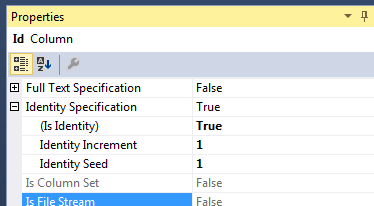 Properties
Id Column
Full Text Specification False
Identity Specification True
(Is Identity) True
Identity Increment 1
Identity Seed 1
Is Column Set False
Is File Stream False